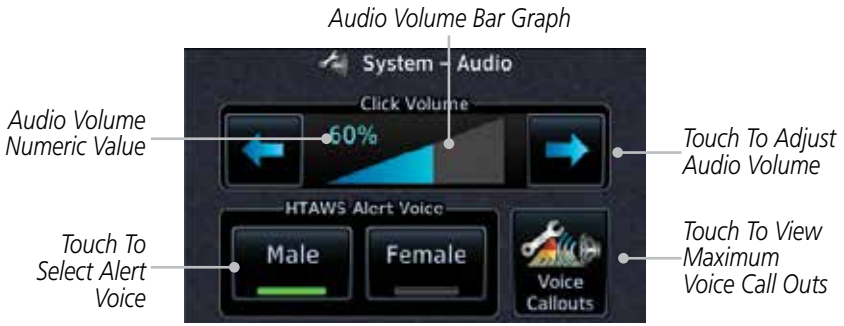 Audio Volume Bar Graph
System – Audio
Click Volume
Audio Volume
Numeric Value
60%
Touch To Adjust
Audio Volume
HTAWS Alert Voice
Touch To
Select Alert
Voice
Male
Female
Voice
Callouts
Touch To View
Maximum
Voice Call Outs